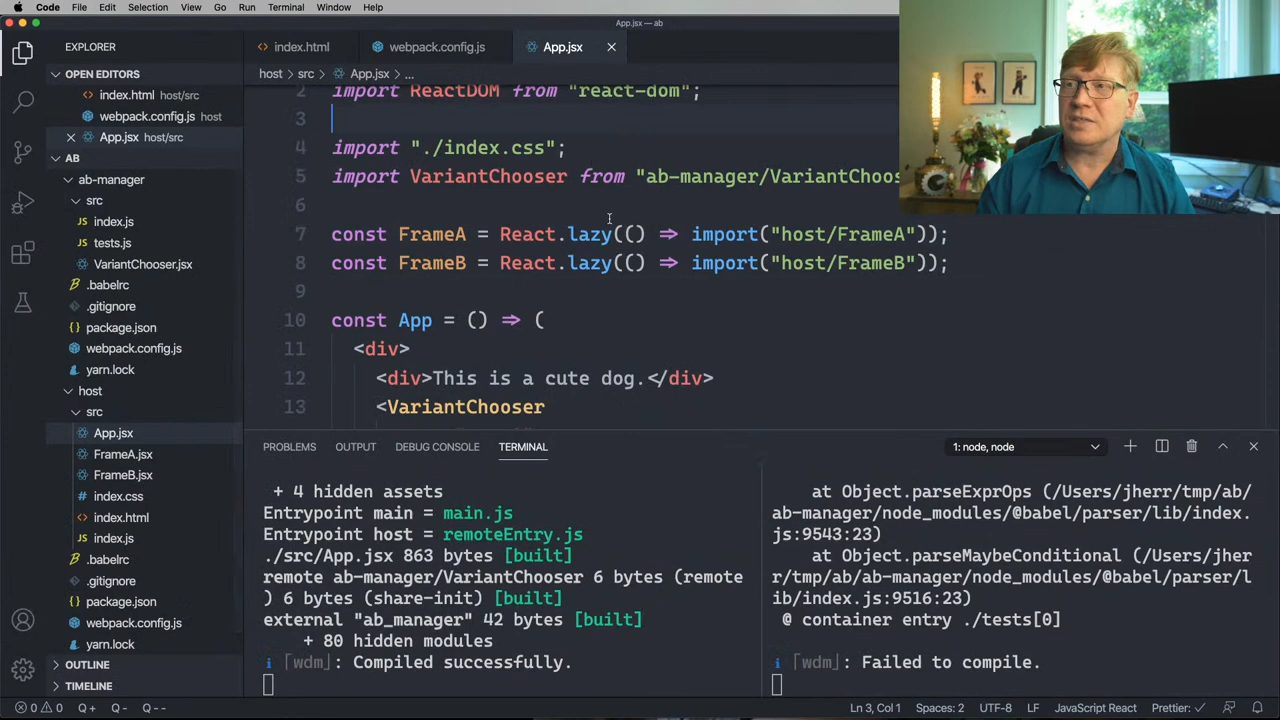 Code File Edit Selection View Go Run Terminal Window Help
App.jsx — ab
EXPLORER
OPEN EDITORS
index.html host/src
webpack.config.js host
App.jsx host/src
AB
ab-manager
src
index.js
tests.js
VariantChooser.jsx
.babelrc
.gitignore
package.json
webpack.config.js
yarn.lock
host
src
App.jsx
FrameA.jsx
FrameB.jsx
index.css
index.html
index.js
.babelrc
.gitignore
package.json
webpack.config.js
yarn.lock
OUTLINE
TIMELINE
index.html webpack.config.js App.jsx
host › src › App.jsx › ...
2 import ReactDOM from "react-dom";
3
4 import "./index.css";
5 import VariantChooser from "ab-manager/VariantChoos
6
7 const FrameA = React.lazy(() => import("host/FrameA"));
8 const FrameB = React.lazy(() => import("host/FrameB"));
9
10 const App = () => (
11 <div>
12 <div>This is a cute dog.</div>
13 <VariantChooser
PROBLEMS OUTPUT DEBUG CONSOLE TERMINAL 1: node, node
+ 4 hidden assets
Entrypoint main = main.js
Entrypoint host = remoteEntry.js
./src/App.jsx 863 bytes [built]
remote ab-manager/VariantChooser 6 bytes (remote
) 6 bytes (share-init) [built]
external "ab_manager" 42 bytes [built]
+ 80 hidden modules
i ｢wdm｣: Compiled successfully.
at Object.parseExprOps (/Users/jherr/tmp/ab/
ab-manager/node_modules/@babel/parser/lib/index.
js:9543:23)
at Object.parseMaybeConditional (/Users/jher
r/tmp/ab/ab-manager/node_modules/@babel/parser/l
ib/index.js:9516:23)
@ container entry ./tests[0]
i ｢wdm｣: Failed to compile.
0 0 Q+ Q- Q-- Ln 3, Col 1 Spaces: 2 UTF-8 LF JavaScript React Prettier: ✓